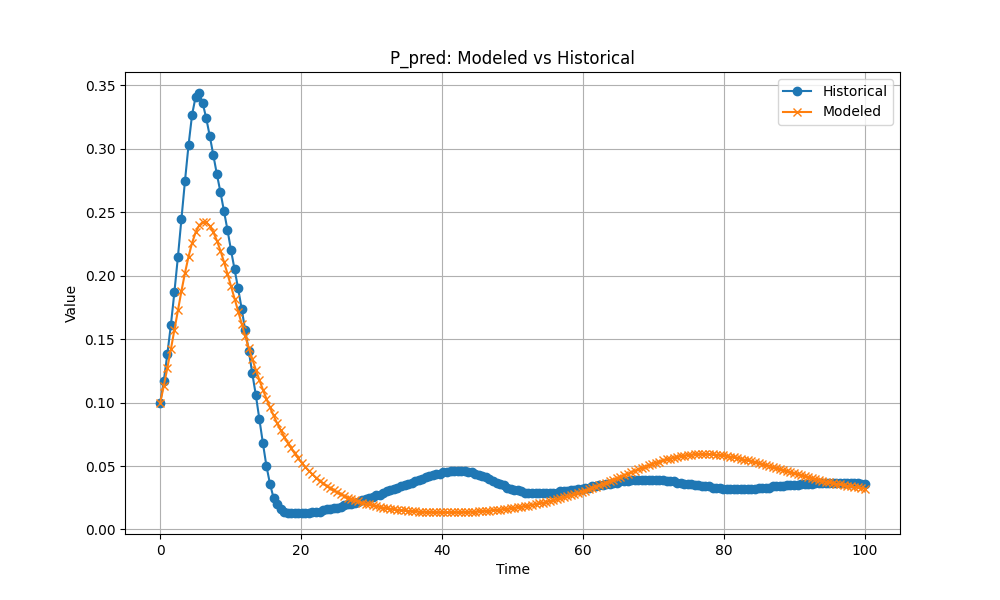 P_pred: Modeled vs Historical
Historical
Modeled
Value
0.35
0.30
0.25
0.20
0.15
0.10
0.05
0.00
0 20 40 60 80 100
Time